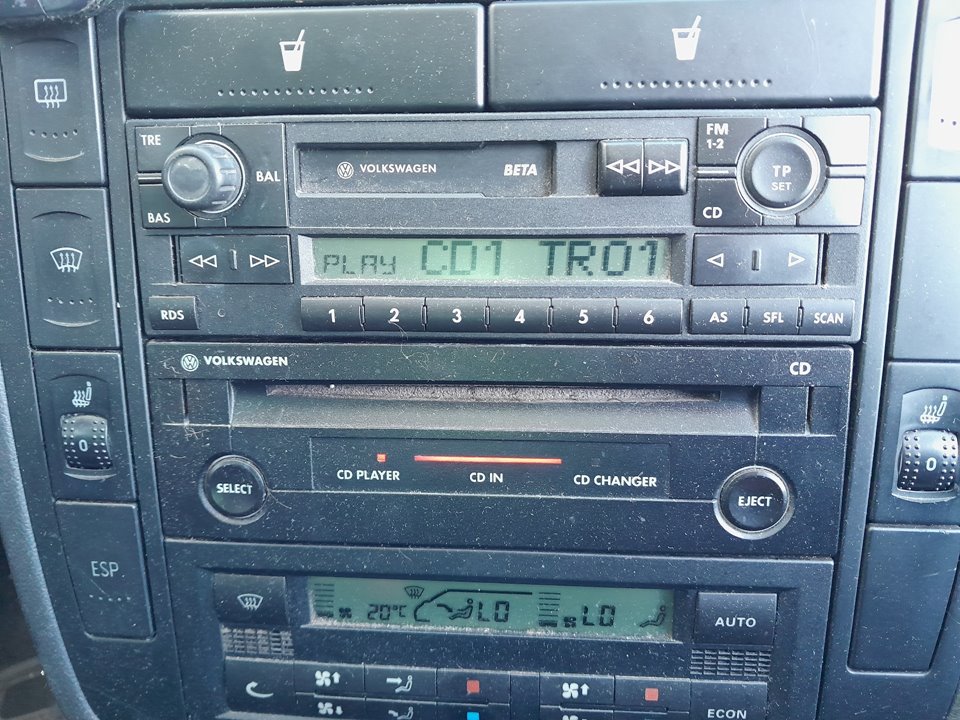 TRE
BAL
BAS
VOLKSWAGEN BETA
FM
1-2
TP
SET
CD
PLAY CD1 TR01
RDS
1 2 3 4 5 6
AS SFL SCAN
VOLKSWAGEN CD
0
0
CD PLAYER CD IN CD CHANGER
SELECT
EJECT
ESP
20°C LO LO
AUTO
ECON